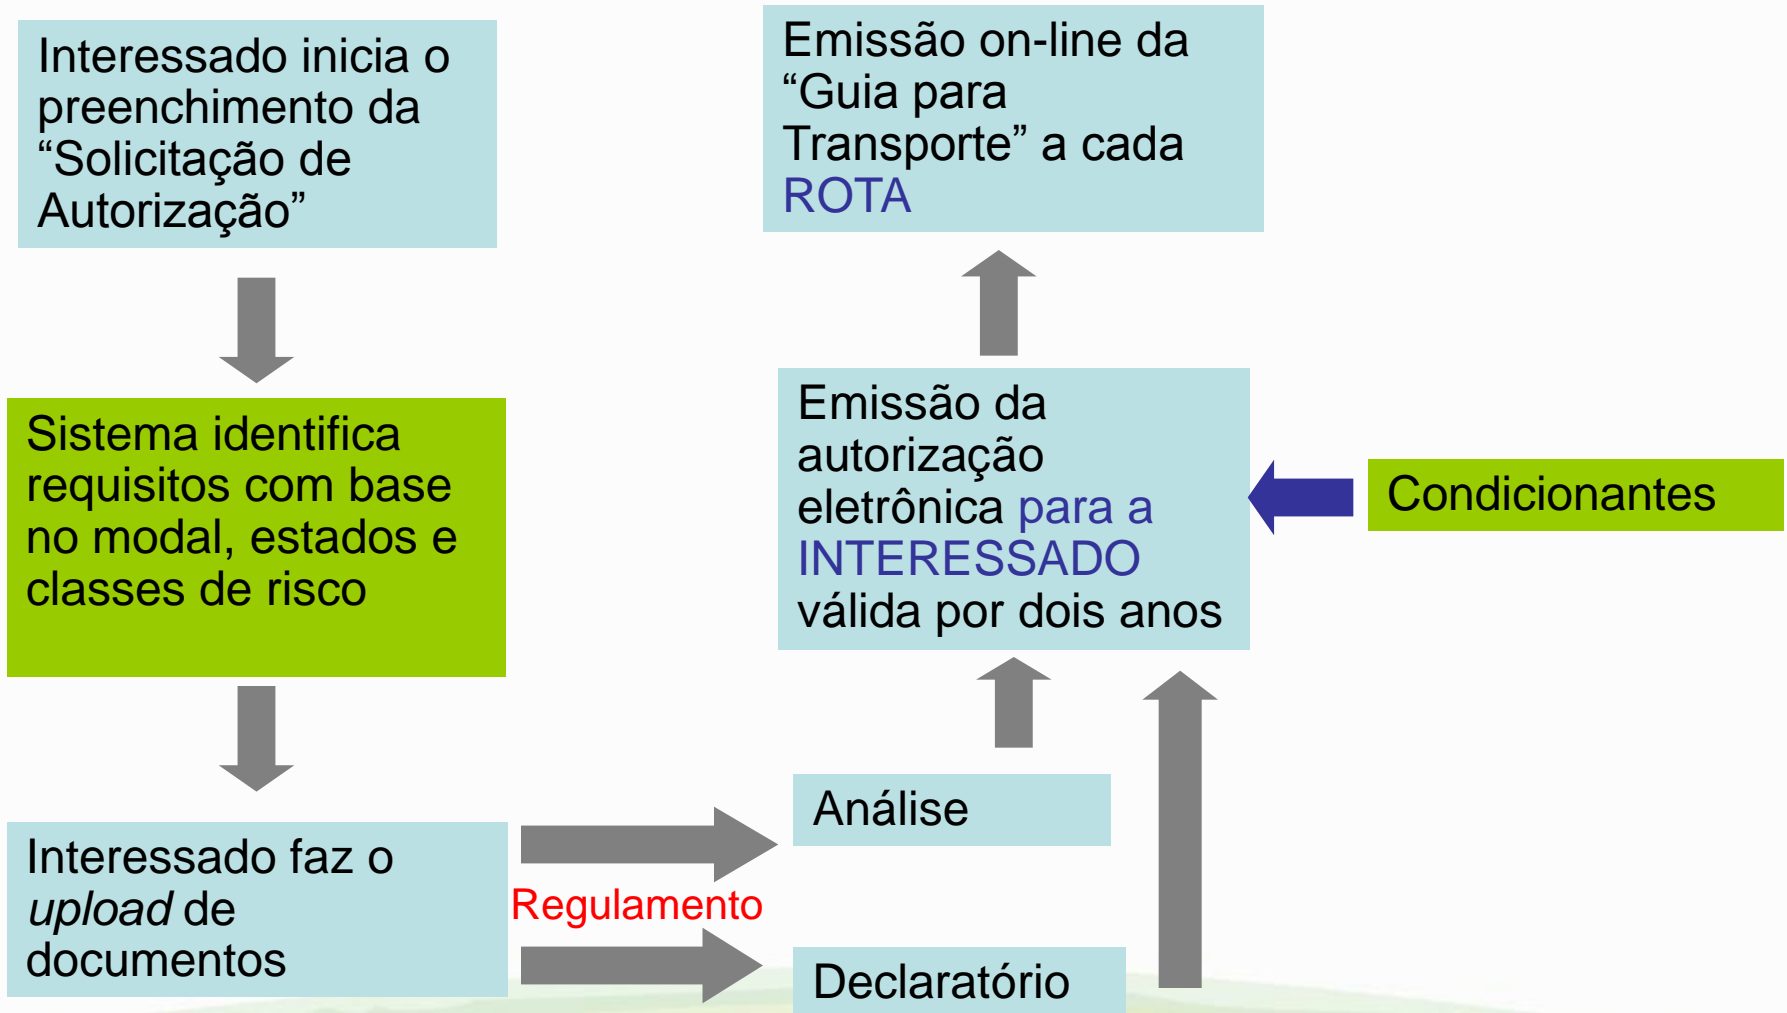 Interessado inicia o
preenchimento da
“Solicitação de
Autorização”
Sistema identifica
requisitos com base
no modal, estados e
classes de risco
Interessado faz o
upload de
documentos
Regulamento
Análise
Declaratório
Emissão da
autorização
eletrônica para a
INTERESSADO
válida por dois anos
Condicionantes
Emissão on-line da
“Guia para
Transporte” a cada
ROTA